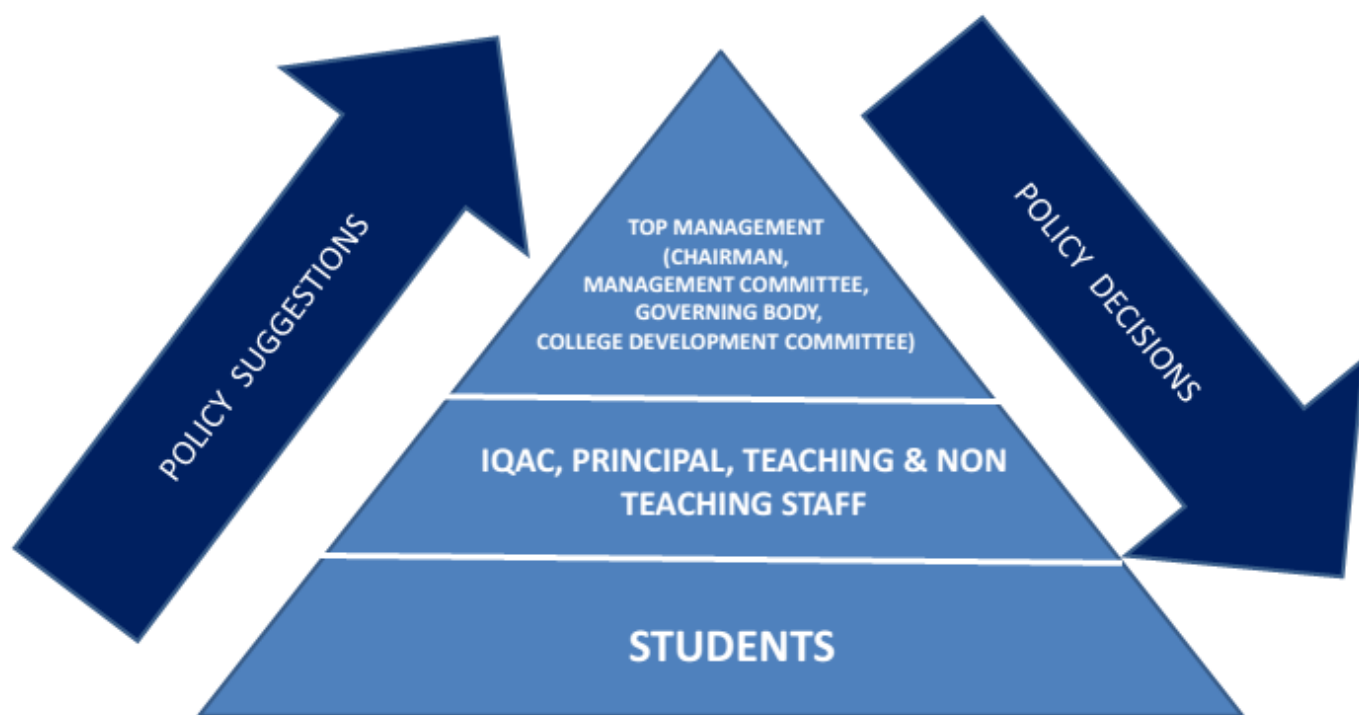 POLICY SUGGESTIONS
TOP MANAGEMENT
(CHAIRMAN,
MANAGEMENT COMMITTEE,
GOVERNING BODY,
COLLEGE DEVELOPMENT COMMITTEE)
POLICY DECISIONS
IQAC, PRINCIPAL, TEACHING & NON
TEACHING STAFF
STUDENTS